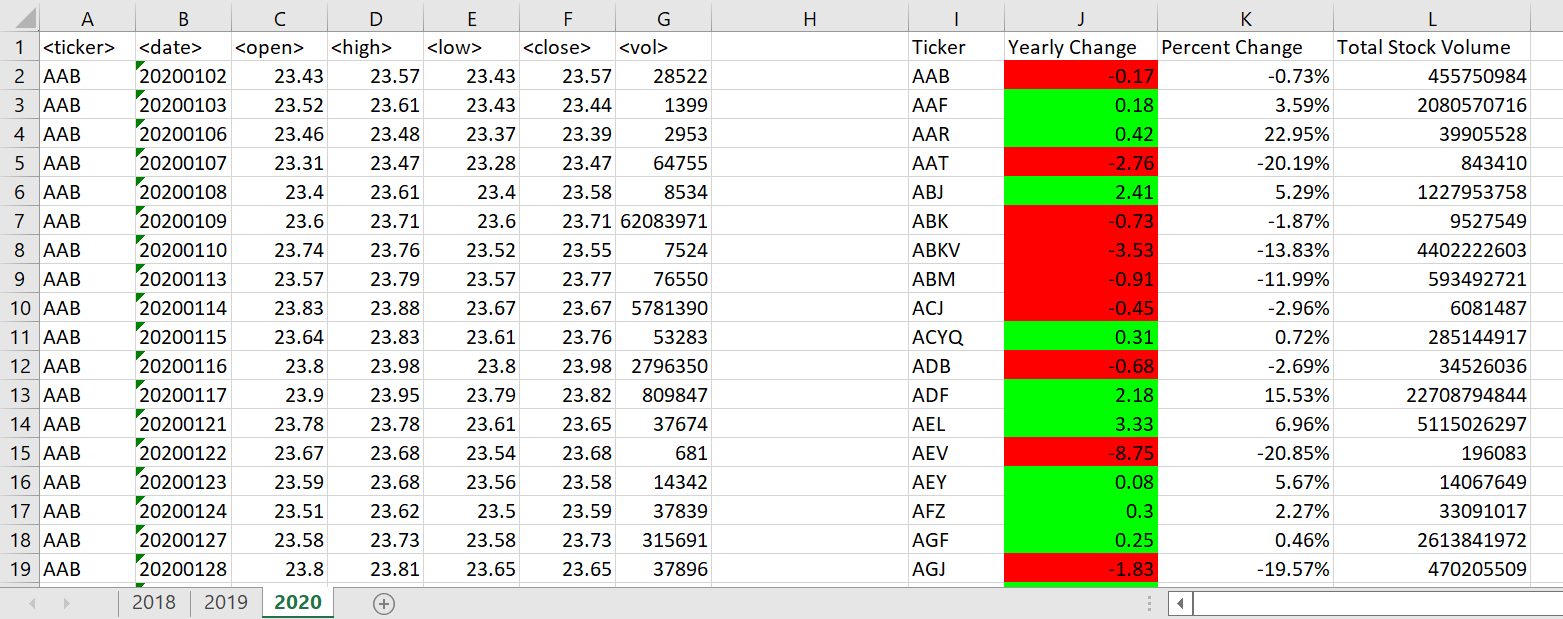 A B C D E F G H I J K L
1 <ticker> <date> <open> <high> <low> <close> <vol> Ticker Yearly Change Percent Change Total Stock Volume
2 AAB 20200102 23.43 23.57 23.43 23.57 28522 AAB -0.17 -0.73% 455750984
3 AAB 20200103 23.52 23.61 23.43 23.44 1399 AAF 0.18 3.59% 2080570716
4 AAB 20200106 23.46 23.48 23.37 23.39 2953 AAR 0.42 22.95% 39905528
5 AAB 20200107 23.31 23.47 23.28 23.47 64755 AAT -2.76 -20.19% 843410
6 AAB 20200108 23.4 23.61 23.4 23.58 8534 ABJ 2.41 5.29% 1227953758
7 AAB 20200109 23.6 23.71 23.6 23.71 62083971 ABK -0.73 -1.87% 9527549
8 AAB 20200110 23.74 23.76 23.52 23.55 7524 ABKV -3.53 -13.83% 4402222603
9 AAB 20200113 23.57 23.79 23.57 23.77 76550 ABM -0.91 -11.99% 593492721
10 AAB 20200114 23.83 23.88 23.67 23.67 5781390 ACJ -0.45 -2.96% 6081487
11 AAB 20200115 23.64 23.83 23.61 23.76 53283 ACYQ 0.31 0.72% 285144917
12 AAB 20200116 23.8 23.98 23.8 23.98 2796350 ADB -0.68 -2.69% 34526036
13 AAB 20200117 23.9 23.95 23.79 23.82 809847 ADF 2.18 15.53% 22708794844
14 AAB 20200121 23.78 23.78 23.61 23.65 37674 AEL 3.33 6.96% 5115026297
15 AAB 20200122 23.67 23.68 23.54 23.68 681 AEV -8.75 -20.85% 196083
16 AAB 20200123 23.59 23.68 23.56 23.58 14342 AEY 0.08 5.67% 14067649
17 AAB 20200124 23.51 23.62 23.5 23.59 37839 AFZ 0.3 2.27% 33091017
18 AAB 20200127 23.58 23.73 23.58 23.73 315691 AGF 0.25 0.46% 2613841972
19 AAB 20200128 23.8 23.81 23.65 23.65 37896 AGJ -1.83 -19.57% 470205509
2018 2019 2020